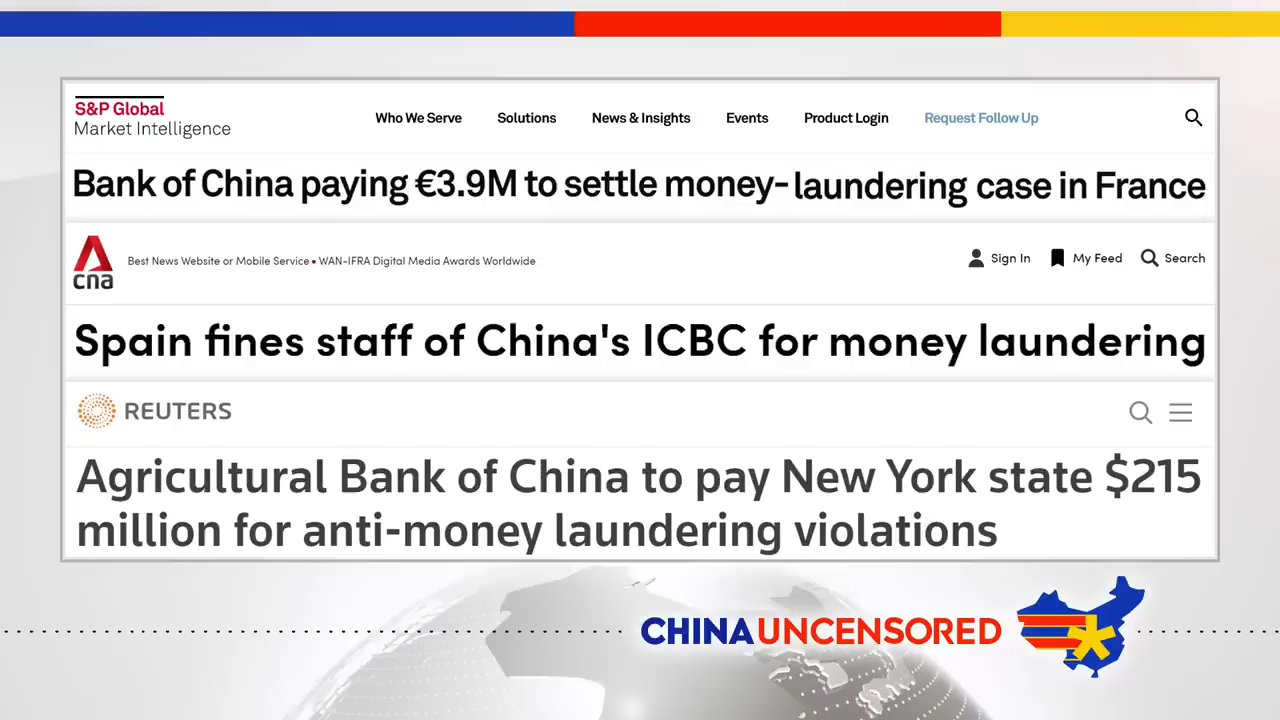 S&P Global
Market Intelligence
Who We Serve Solutions News & Insights Events Product Login Request Follow Up
Bank of China paying €3.9M to settle money-laundering case in France
cna
Best News Website or Mobile Service • WAN-IFRA Digital Media Awards Worldwide
Sign In My Feed Search
Spain fines staff of China's ICBC for money laundering
REUTERS
Agricultural Bank of China to pay New York state $215
million for anti-money laundering violations
CHINA UNCENSORED